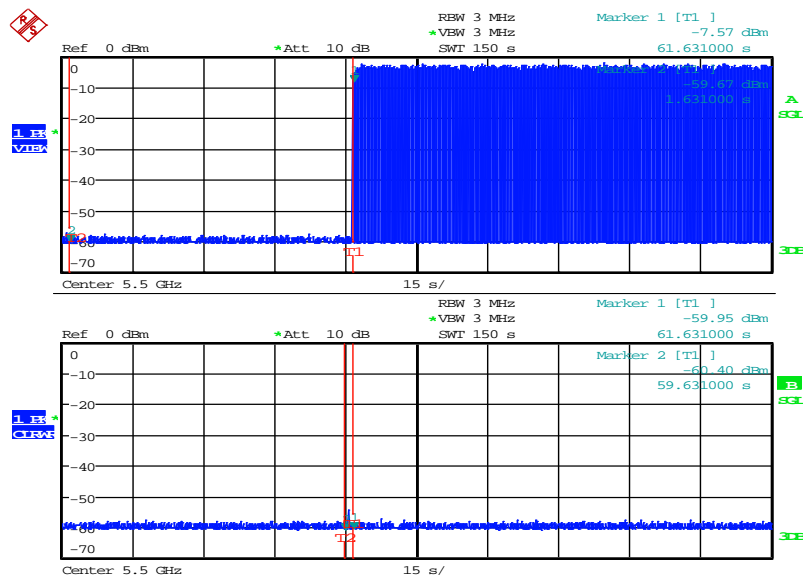 R S
RBW 3 MHz Marker 1 [T1 ]
*VBW 3 MHz -7.57 dBm
Ref 0 dBm *Att 10 dB SWT 150 s 61.631000 s
0 Marker 2 [T1 ]
-59.67 dBm
-10 1.631000 s
A
SGL
-20
1 PK *
VIEW
-30
-40
-50
2
-60
T1
3DB
-70
Center 5.5 GHz 15 s/
RBW 3 MHz Marker 1 [T1 ]
*VBW 3 MHz -59.95 dBm
Ref 0 dBm *Att 10 dB SWT 150 s 61.631000 s
0 Marker 2 [T1 ]
-60.40 dBm
-10 59.631000 s
B
SGL
-20
1 PK *
CLRWR
-30
-40
-50
1
-60
T2
3DB
-70
Center 5.5 GHz 15 s/